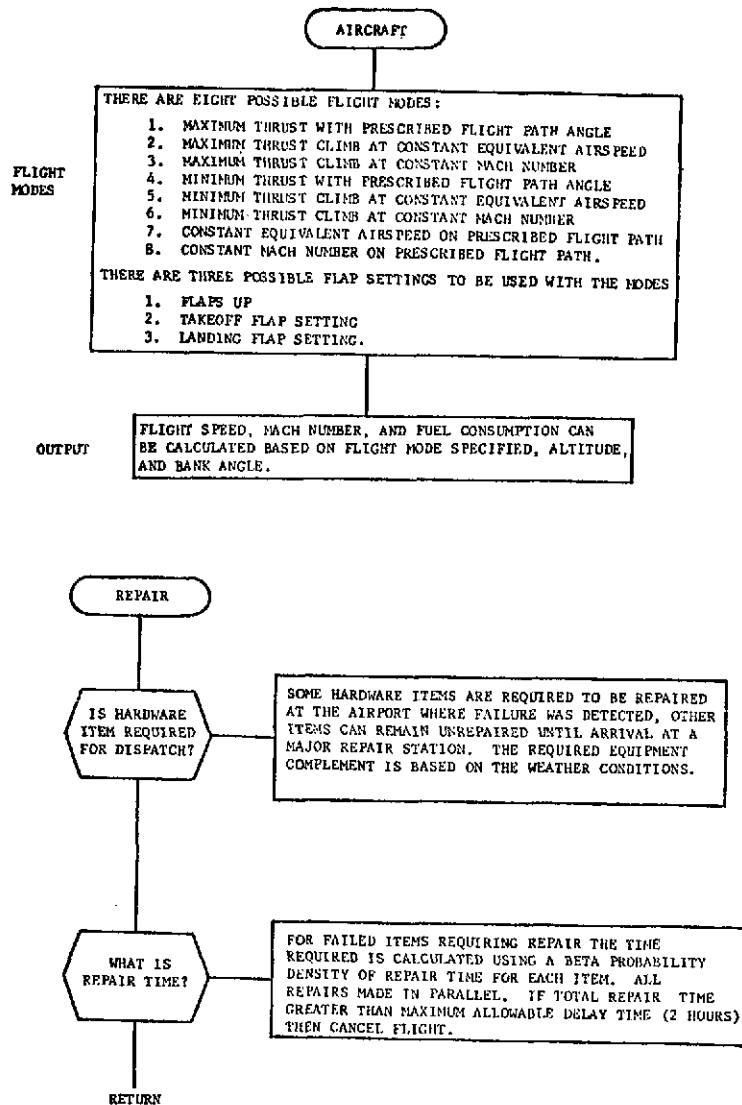 AIRCRAFT
FLIGHT
MODES
THERE ARE EIGHT POSSIBLE FLIGHT MODES:
1. MAXIMUM THRUST WITH PRESCRIBED FLIGHT PATH ANGLE
2. MAXIMUM THRUST CLIMB AT CONSTANT EQUIVALENT AIRSPEED
3. MAXIMUM THRUST CLIMB AT CONSTANT MACH NUMBER
4. MINIMUM THRUST WITH PRESCRIBED FLIGHT PATH ANGLE
5. MINIMUM THRUST CLIMB AT CONSTANT EQUIVALENT AIRSPEED
6. MINIMUM THRUST CLIMB AT CONSTANT MACH NUMBER
7. CONSTANT EQUIVALENT AIRSPEED ON PRESCRIBED FLIGHT PATH
8. CONSTANT MACH NUMBER ON PRESCRIBED FLIGHT PATH.
THERE ARE THREE POSSIBLE FLAP SETTINGS TO BE USED WITH THE MODES
1. FLAPS UP
2. TAKEOFF FLAP SETTING
3. LANDING FLAP SETTING.
OUTPUT
FLIGHT SPEED, MACH NUMBER, AND FUEL CONSUMPTION CAN
BE CALCULATED BASED ON FLIGHT MODE SPECIFIED, ALTITUDE,
AND BANK ANGLE.
REPAIR
IS HARDWARE
ITEM REQUIRED
FOR DISPATCH?
SOME HARDWARE ITEMS ARE REQUIRED TO BE REPAIRED
AT THE AIRPORT WHERE FAILURE WAS DETECTED, OTHER
ITEMS CAN REMAIN UNREPAIRED UNTIL ARRIVAL AT A
MAJOR REPAIR STATION. THE REQUIRED EQUIPMENT
COMPLEMENT IS BASED ON THE WEATHER CONDITIONS.
WHAT IS
REPAIR TIME?
FOR FAILED ITEMS REQUIRING REPAIR THE TIME
REQUIRED IS CALCULATED USING A BETA PROBABILITY
DENSITY OF REPAIR TIME FOR EACH ITEM. ALL
REPAIRS MADE IN PARALLEL. IF TOTAL REPAIR TIME
GREATER THAN MAXIMUM ALLOWABLE DELAY TIME (2 HOURS)
THEN CANCEL FLIGHT.
RETURN